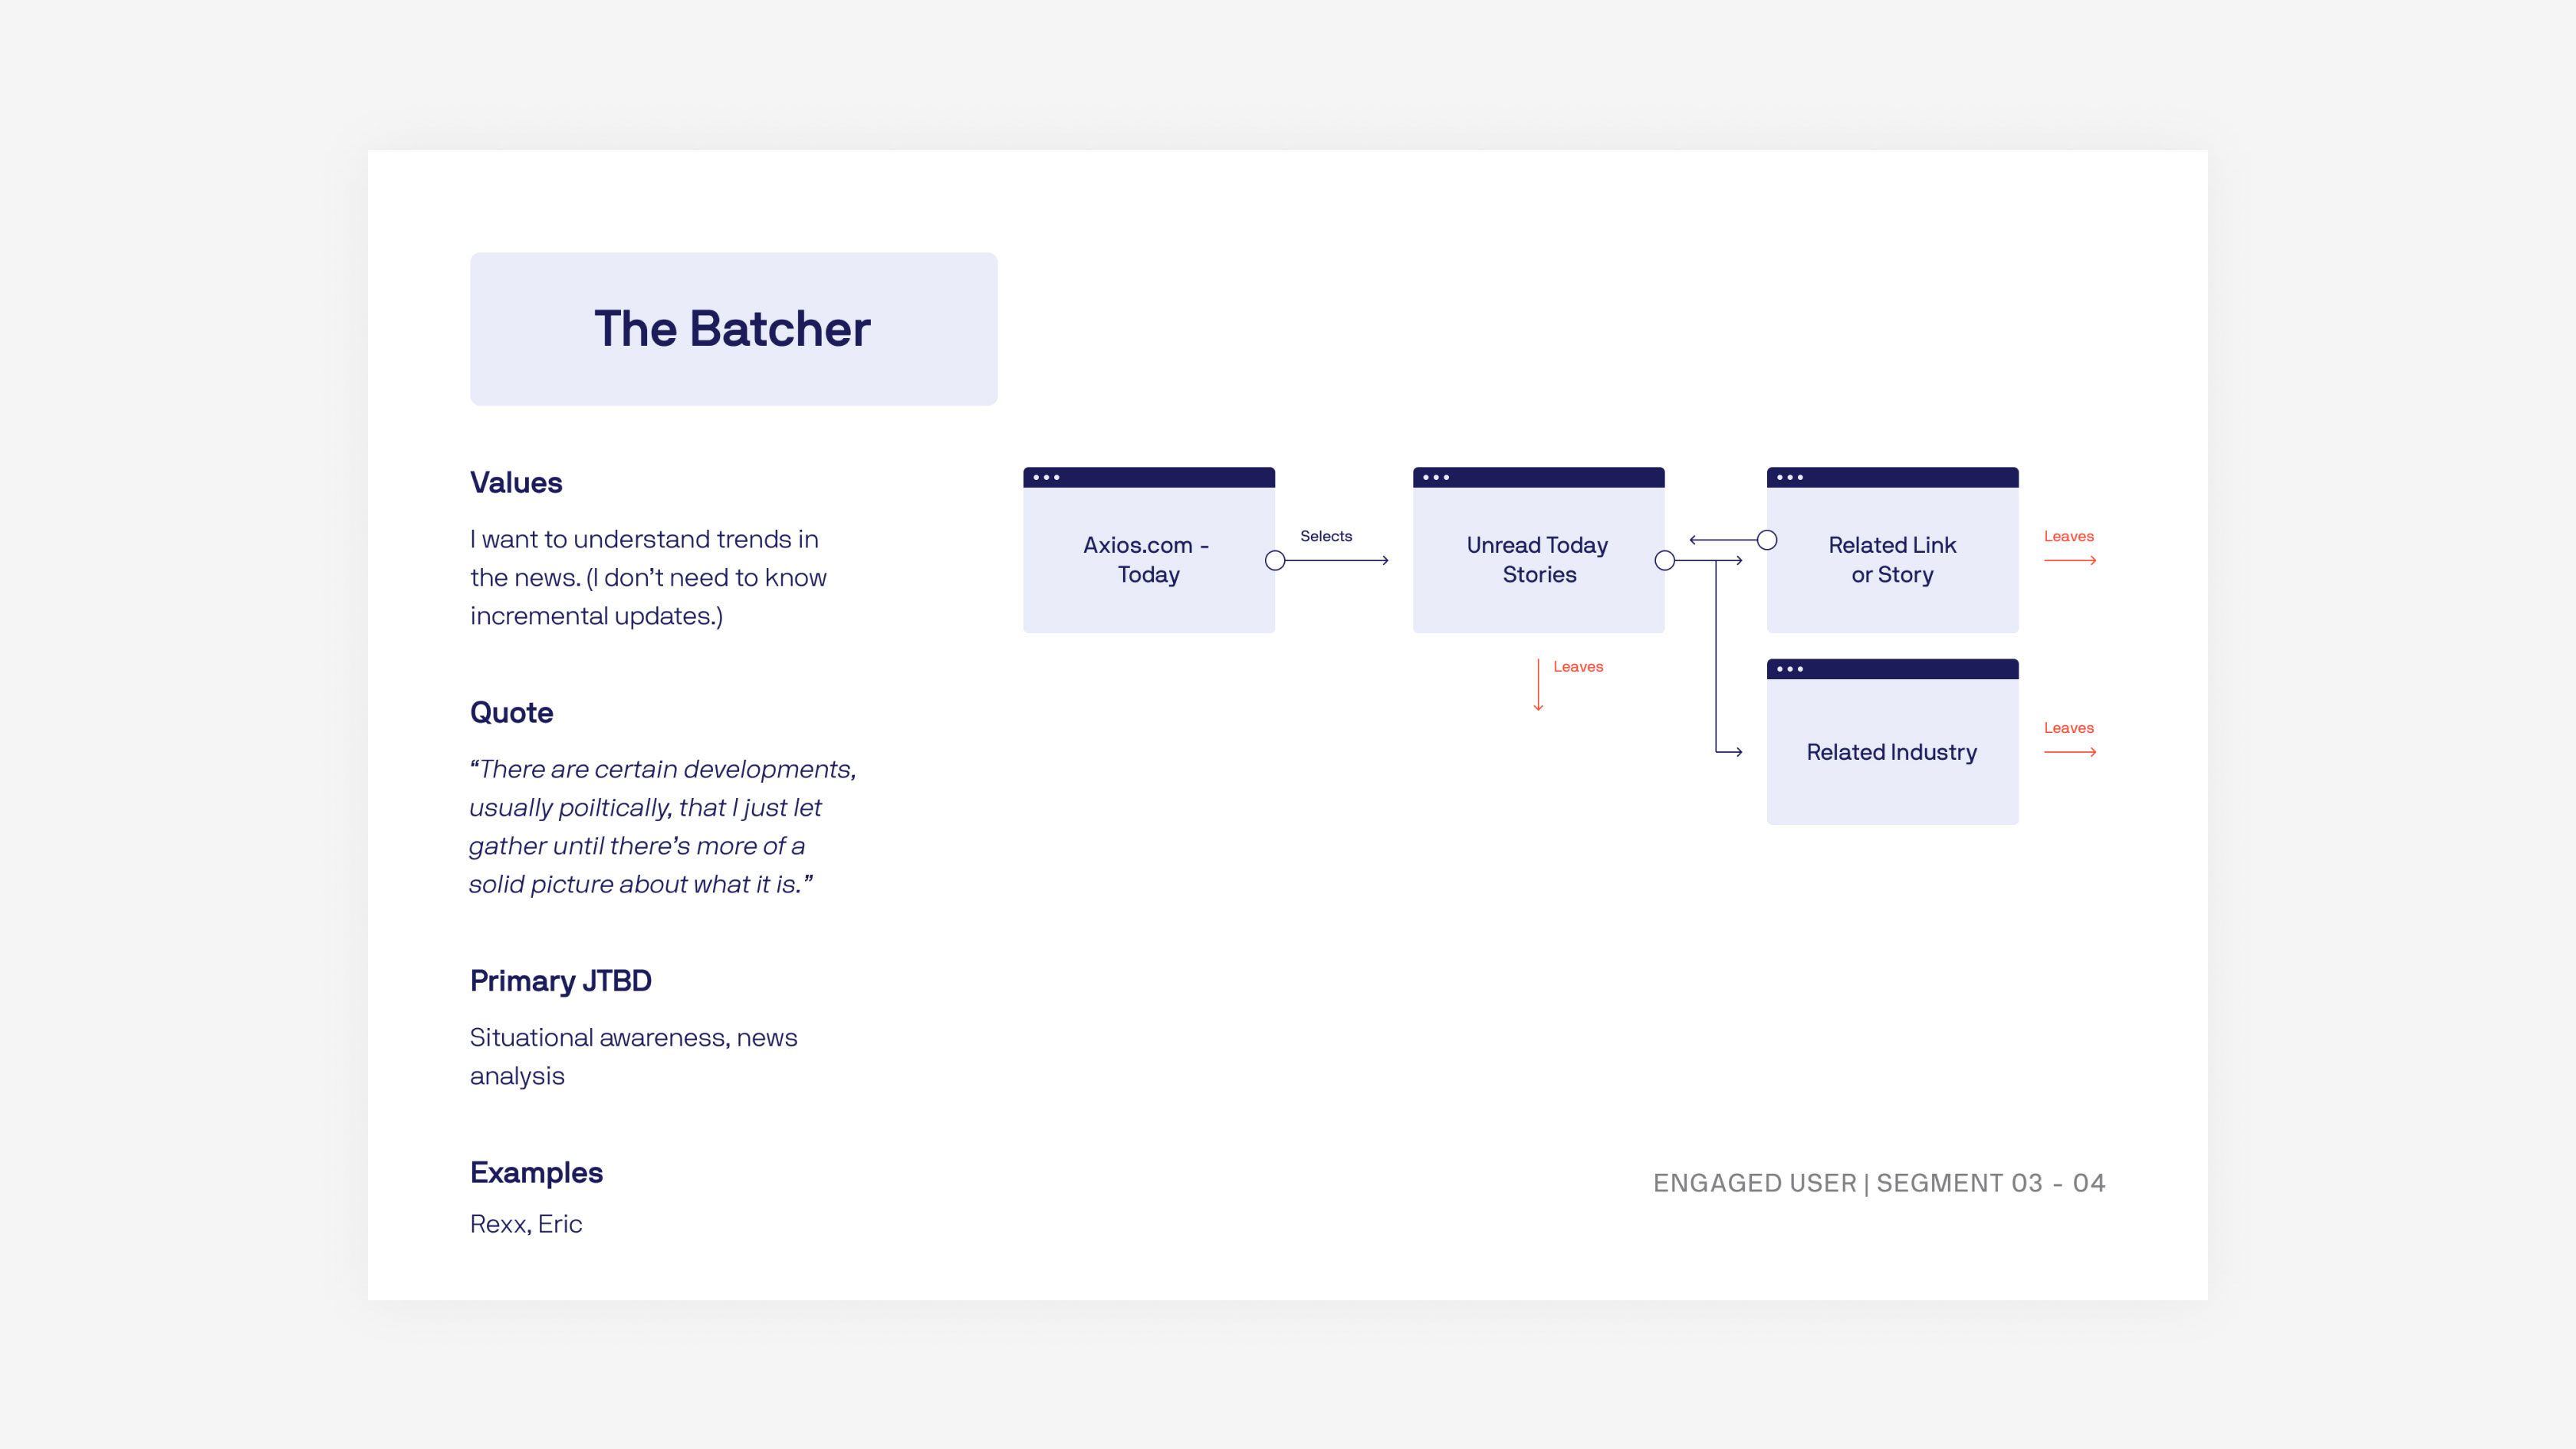 The Batcher
Values
I want to understand trends in
the news. (I don’t need to know
incremental updates.)
Quote
“There are certain developments,
usually poiltically, that I just let
gather until there’s more of a
solid picture about what it is.”
Primary JTBD
Situational awareness, news
analysis
Examples
Rexx, Eric
Axios.com -
Today
Selects
Unread Today
Stories
Leaves
Related Link
or Story
Leaves
Related Industry
Leaves
ENGAGED USER | SEGMENT 03 - 04